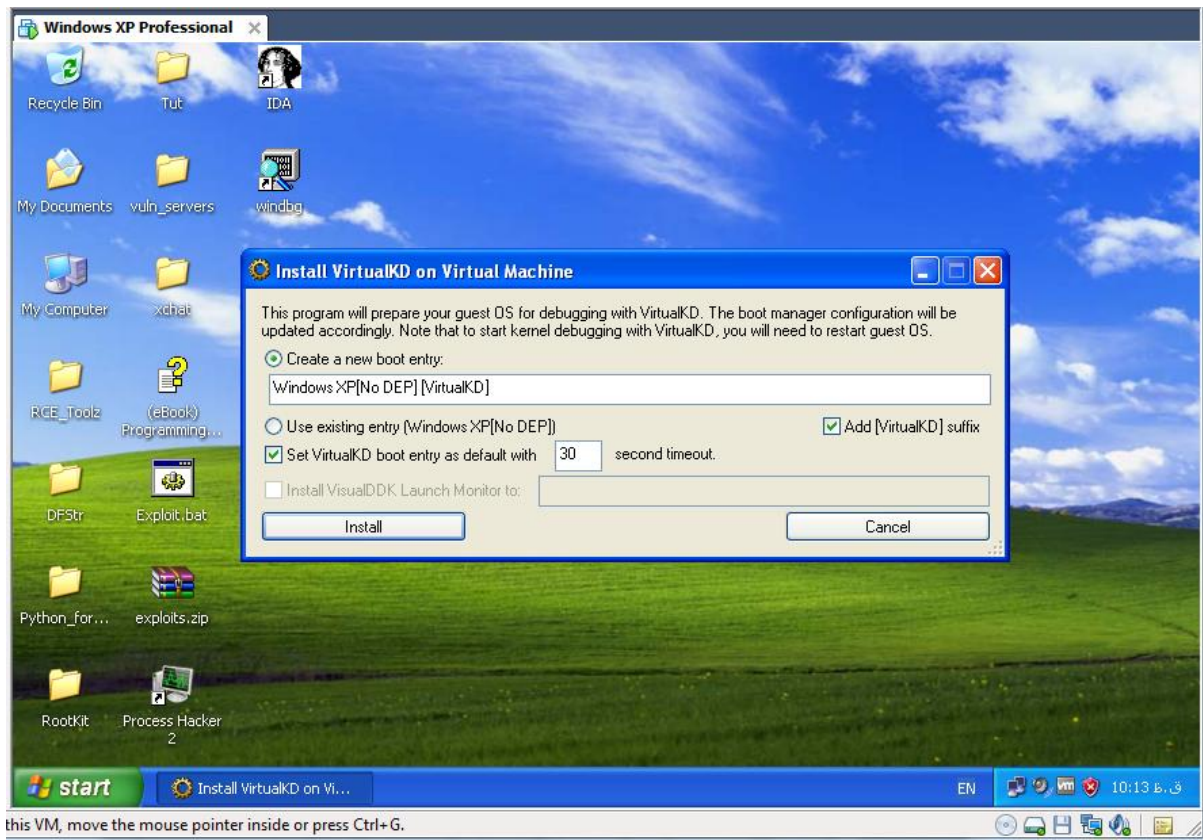 Windows XP Professional
Recycle Bin
Tut
IDA
My Documents
vuln_servers
windbg
My Computer
xchat
RCE_Toolz
(eBook)
Programming...
DFStr
Exploit.bat
Python_for...
exploits.zip
RootKit
Process Hacker
2
Install VirtualKD on Virtual Machine
This program will prepare your guest OS for debugging with VirtualKD. The boot manager configuration will be
updated accordingly. Note that to start kernel debugging with VirtualKD, you will need to restart guest OS.
Create a new boot entry:
Windows XP[No DEP] [VirtualKD]
Use existing entry (Windows XP[No DEP])
Add [VirtualKD] suffix
Set VirtualKD boot entry as default with 30 second timeout.
Install VisualDDK Launch Monitor to:
Install
Cancel
start
Install VirtualKD on Vi...
EN
10:13 ق.ظ
this VM, move the mouse pointer inside or press Ctrl+G.